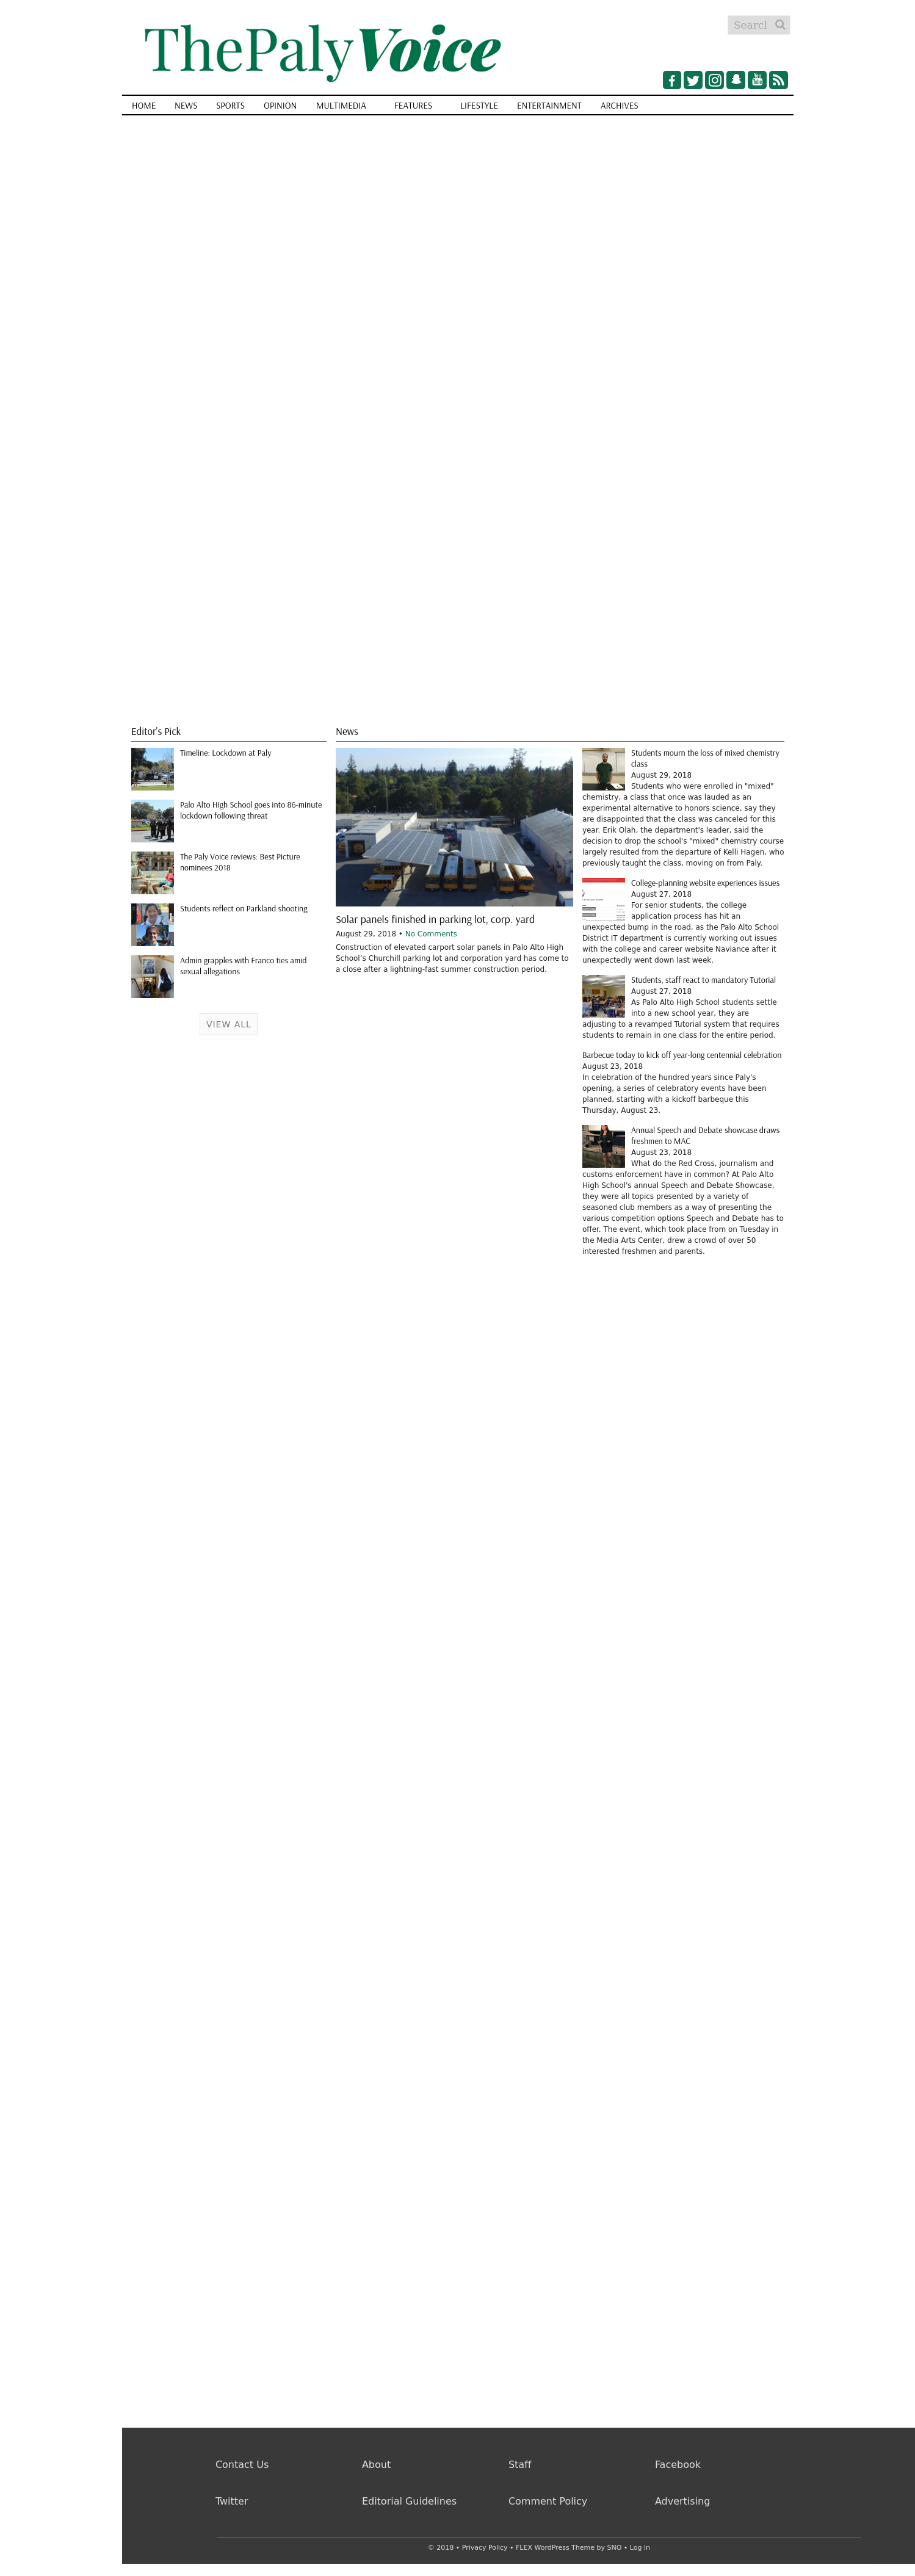 ThePalyVoice
Search
HOME NEWS SPORTS OPINION MULTIMEDIA FEATURES LIFESTYLE ENTERTAINMENT ARCHIVES
Editor's Pick
Timeline: Lockdown at Paly
Palo Alto High School goes into 86-minute
lockdown following threat
The Paly Voice reviews: Best Picture
nominees 2018
Students reflect on Parkland shooting
Admin grapples with Franco ties amid
sexual allegations
VIEW ALL
News
Solar panels finished in parking lot, corp. yard
August 29, 2018 • No Comments
Construction of elevated carport solar panels in Palo Alto High
School's Churchill parking lot and corporation yard has come to
a close after a lightning-fast summer construction period.
Students mourn the loss of mixed chemistry
class
August 29, 2018
Students who were enrolled in "mixed"
chemistry, a class that once was lauded as an
experimental alternative to honors science, say they
are disappointed that the class was canceled for this
year. Erik Olah, the department's leader, said the
decision to drop the school's "mixed" chemistry course
largely resulted from the departure of Kelli Hagen, who
previously taught the class, moving on from Paly.
College-planning website experiences issues
August 27, 2018
For senior students, the college
application process has hit an
unexpected bump in the road, as the Palo Alto School
District IT department is currently working out issues
with the college and career website Naviance after it
unexpectedly went down last week.
Students, staff react to mandatory Tutorial
August 27, 2018
As Palo Alto High School students settle
into a new school year, they are
adjusting to a revamped Tutorial system that requires
students to remain in one class for the entire period.
Barbecue today to kick off year-long centennial celebration
August 23, 2018
In celebration of the hundred years since Paly's
opening, a series of celebratory events have been
planned, starting with a kickoff barbeque this
Thursday, August 23.
Annual Speech and Debate showcase draws
freshmen to MAC
August 23, 2018
What do the Red Cross, journalism and
customs enforcement have in common? At Palo Alto
High School's annual Speech and Debate Showcase,
they were all topics presented by a variety of
seasoned club members as a way of presenting the
various competition options Speech and Debate has to
offer. The event, which took place from on Tuesday in
the Media Arts Center, drew a crowd of over 50
interested freshmen and parents.
Contact Us About Staff Facebook
Twitter Editorial Guidelines Comment Policy Advertising
© 2018 • Privacy Policy • FLEX WordPress Theme by SNO • Log in